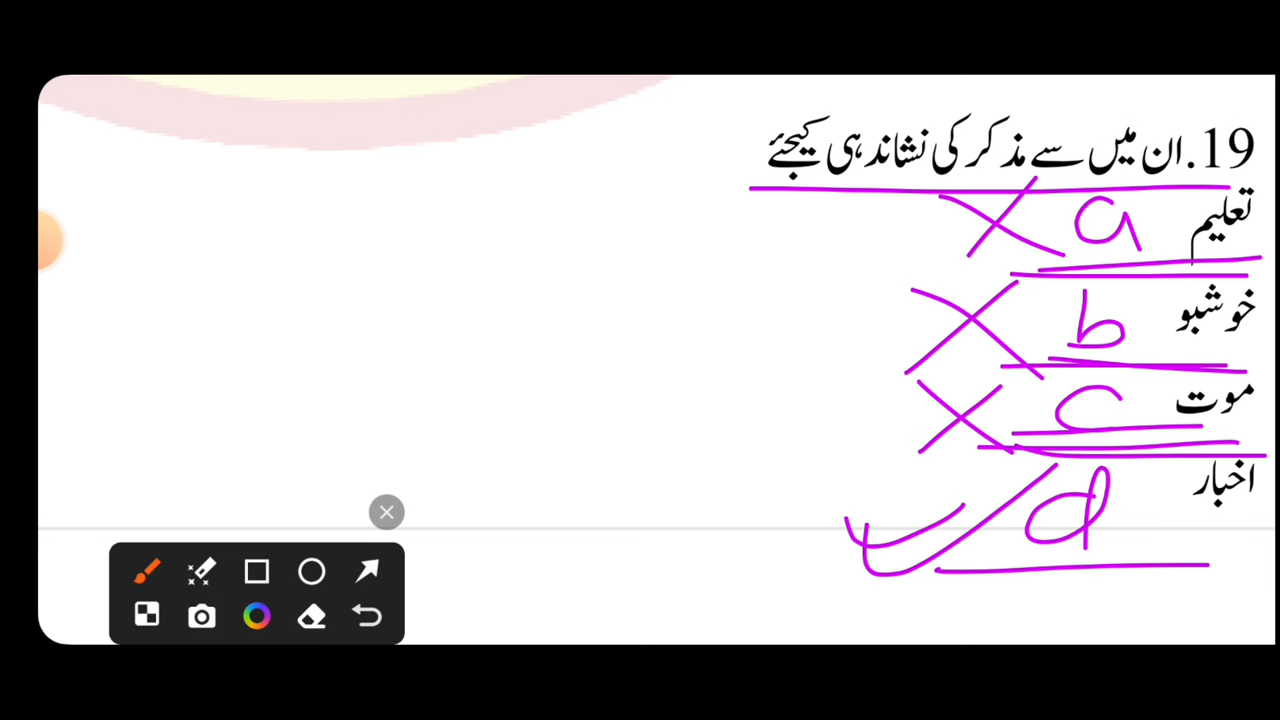 19. ان میں سے مذکر کی نشاندہی کیجئے
تعلیم a
خوشبو b
موت c
اخبار d